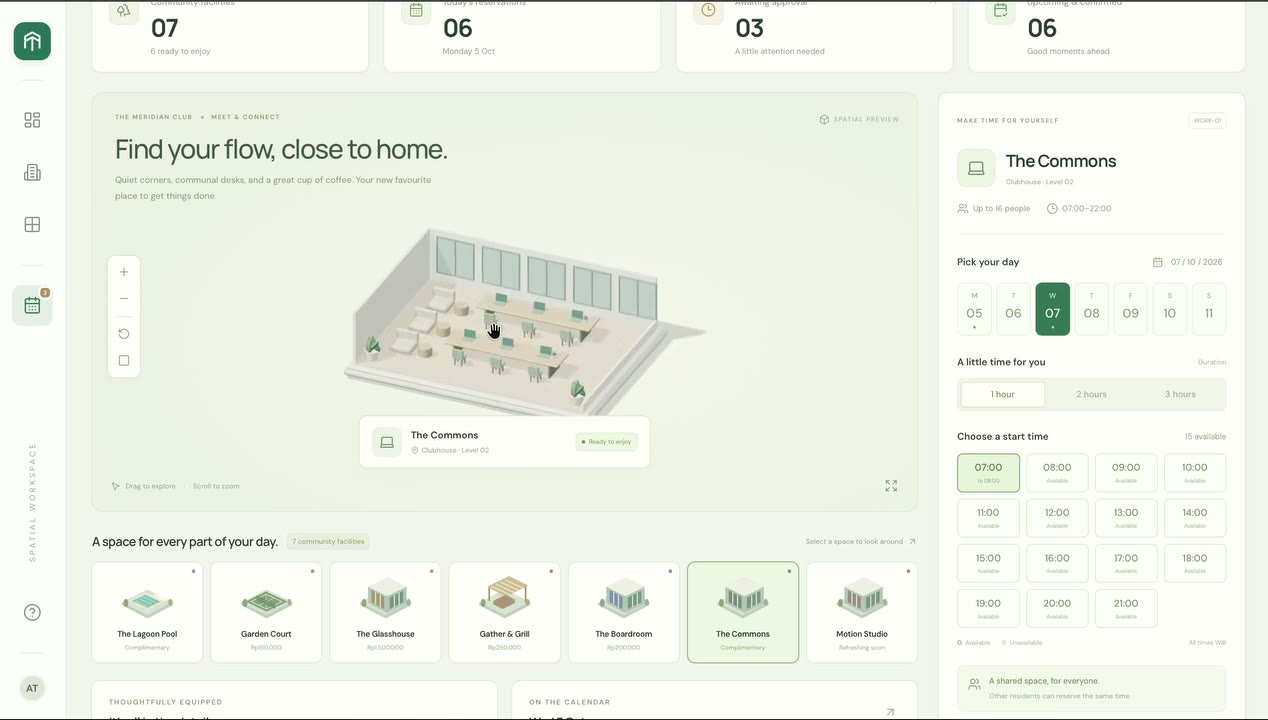 Community facilities
07
6 ready to enjoy
Today's reservations
06
Monday 5 Oct
Awaiting approval
03
A little attention needed
Upcoming & confirmed
06
Good moments ahead
3
SPATIAL WORKSPACE
AT
THE MERIDIAN CLUB • MEET & CONNECT
SPATIAL PREVIEW
Find your flow, close to home.
Quiet corners, communal desks, and a great cup of coffee. Your new favourite
place to get things done.
The Commons
Clubhouse · Level 02
Ready to enjoy
Drag to explore · Scroll to zoom
A space for every part of your day.
7 community facilities
Select a space to look around
The Lagoon Pool
Complimentary
Garden Court
Rp150.000
The Glasshouse
Rp1.500.000
Gather & Grill
Rp250.000
The Boardroom
Rp200.000
The Commons
Complimentary
Motion Studio
Refreshing soon
THOUGHTFULLY EQUIPPED
ON THE CALENDAR
MAKE TIME FOR YOURSELF
WORK-01
The Commons
Clubhouse · Level 02
Up to 16 people
07:00–22:00
Pick your day
07 / 10 / 2026
M T W T F S S
05 06 07 08 09 10 11
A little time for you
Duration
1 hour
2 hours
3 hours
Choose a start time
15 available
07:00
to 08:00
08:00
Available
09:00
Available
10:00
Available
11:00
Available
12:00
Available
13:00
Available
14:00
Available
15:00
Available
16:00
Available
17:00
Available
18:00
Available
19:00
Available
20:00
Available
21:00
Available
Available
Unavailable
All times WIB
A shared space, for everyone.
Other residents can reserve the same time.